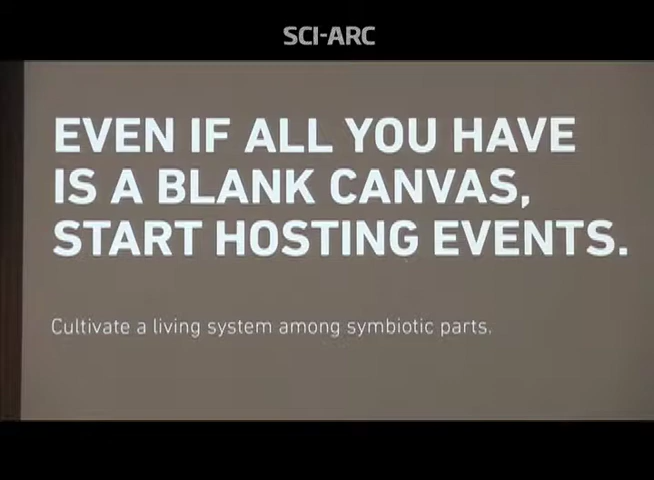 SCI-ARC
EVEN IF ALL YOU HAVE
IS A BLANK CANVAS,
START HOSTING EVENTS.
Cultivate a living system among symbiotic parts.